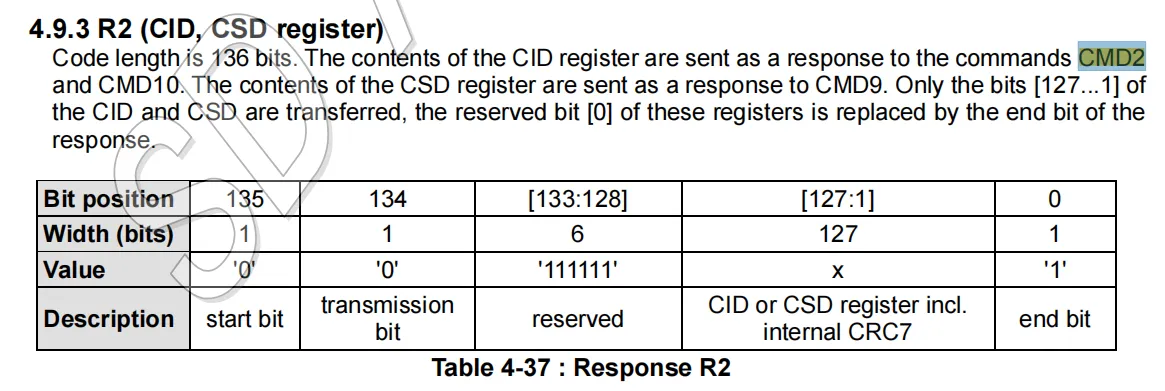 4.9.3 R2 (CID, CSD register)
Code length is 136 bits. The contents of the CID register are sent as a response to the commands CMD2
and CMD10. The contents of the CSD register are sent as a response to CMD9. Only the bits [127...1] of
the CID and CSD are transferred, the reserved bit [0] of these registers is replaced by the end bit of the
response.
Bit position 135 134 [133:128] [127:1] 0
Width (bits) 1 1 6 127 1
Value '0' '0' '111111' x '1'
Description start bit transmission bit reserved CID or CSD register incl. internal CRC7 end bit
Table 4-37 : Response R2